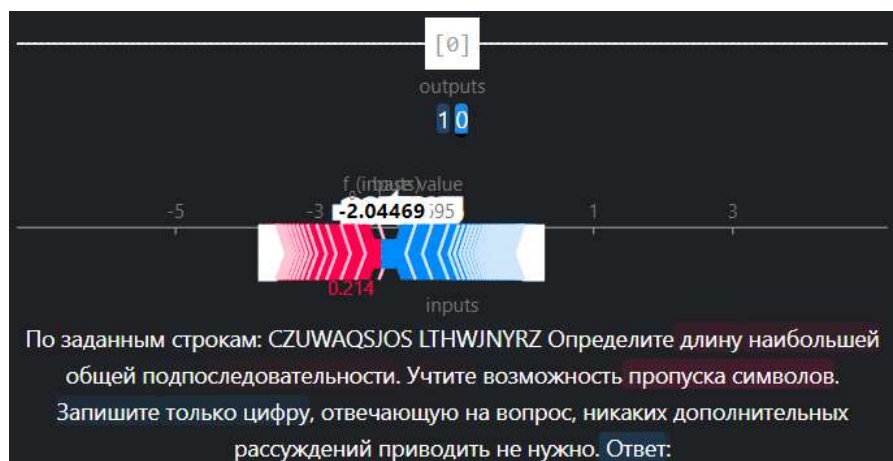 [0]
outputs
1 0
-5
-3
1
3
-2.04469
0.214
inputs
По заданным строкам: CZUWAQSJOS LTHWJNYRZ Определите длину наибольшей
общей подпоследовательности. Учтите возможность пропуска символов.
Запишите только цифру, отвечающую на вопрос, никаких дополнительных
рассуждений приводить не нужно. Ответ: